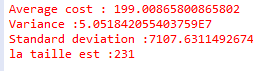 Average cost : 199.00865800865802
Variance :5.051842055403759E7
Standard deviation :7107.6311492674
la taille est :231